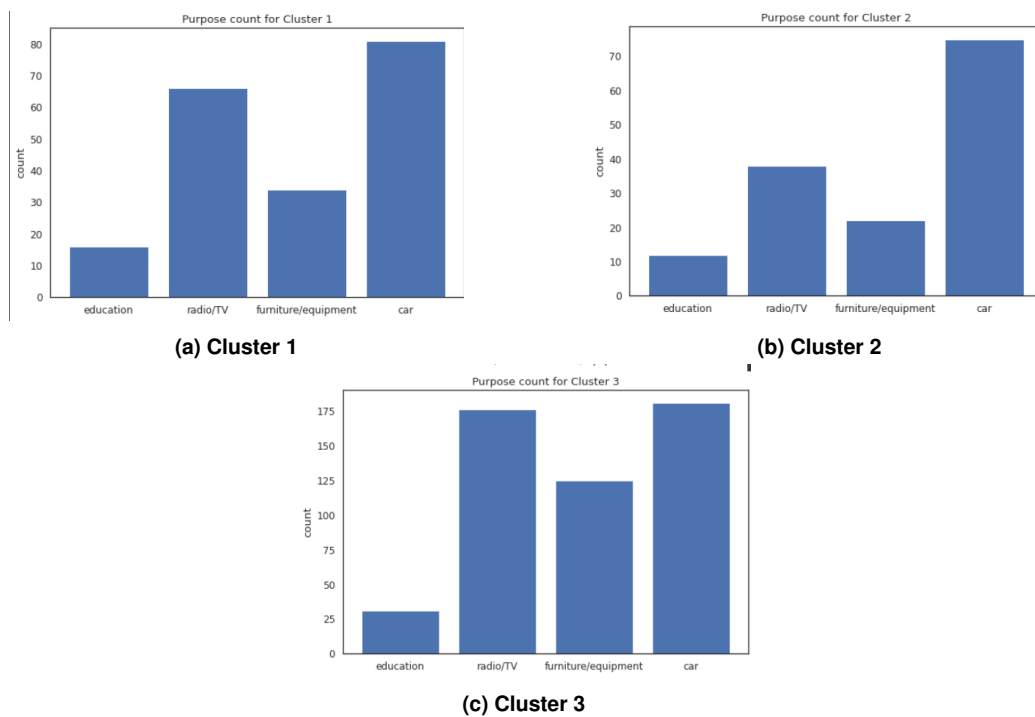 Purpose count for Cluster 1
80
70
60
50
40
30
20
10
0
count
education radio/TV furniture/equipment car
(a) Cluster 1
Purpose count for Cluster 2
70
60
50
40
30
20
10
0
count
education radio/TV furniture/equipment car
(b) Cluster 2
Purpose count for Cluster 3
175
150
125
100
75
50
25
0
count
education radio/TV furniture/equipment car
(c) Cluster 3